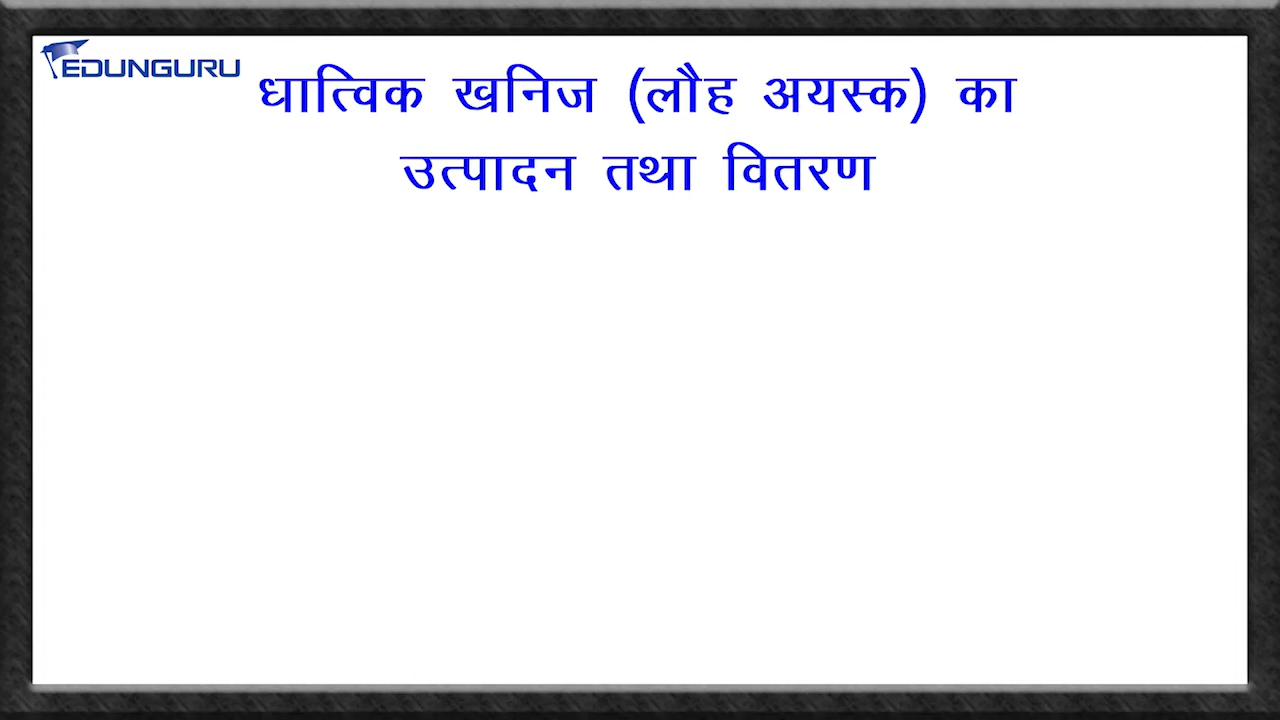 EDUNGURU
धात्विक खनिज (लौह अयस्क) का
उत्पादन तथा वितरण